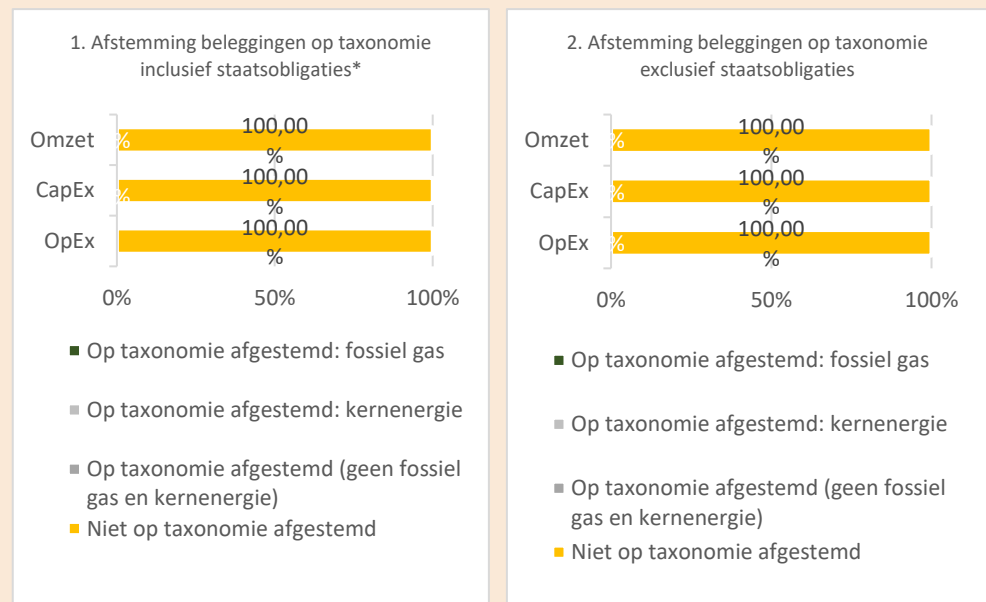 1. Afstemming beleggingen op taxonomie
inclusief staatsobligaties*
Omzet
%
100,00
%
CapEx
%
100,00
%
OpEx
100,00
%
0%
50%
100%
Op taxonomie afgestemd: fossiel gas
Op taxonomie afgestemd: kernenergie
Op taxonomie afgestemd (geen fossiel
gas en kernenergie)
Niet op taxonomie afgestemd
2. Afstemming beleggingen op taxonomie
exclusief staatsobligaties
Omzet
%
100,00
%
CapEx
%
100,00
%
OpEx
%
100,00
%
0%
50%
100%
Op taxonomie afgestemd: fossiel gas
Op taxonomie afgestemd: kernenergie
Op taxonomie afgestemd (geen fossiel
gas en kernenergie)
Niet op taxonomie afgestemd